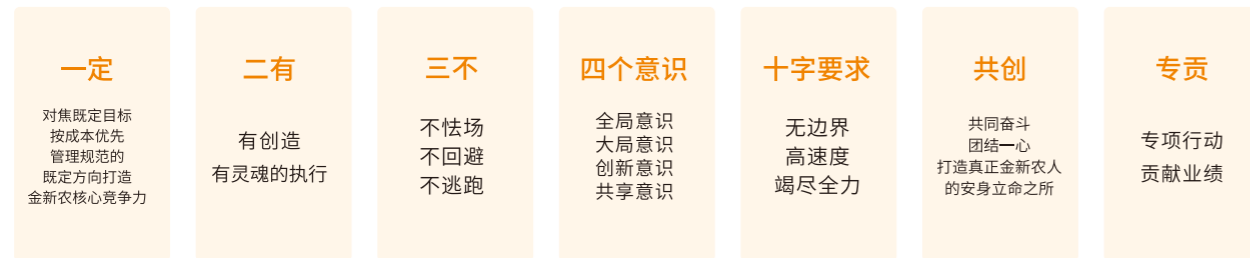 一定
对焦既定目标
按成本优先
管理规范的
既定方向打造
金新农核心竞争力
二有
有创造
有灵魂的执行
三不
不怯场
不回避
不逃跑
四个意识
全局意识
大局意识
创新意识
共享意识
十字要求
无边界
高速度
竭尽全力
共创
共同奋斗
团结一心
打造真正金新农人
的安身立命之所
专贡
专项行动
贡献业绩